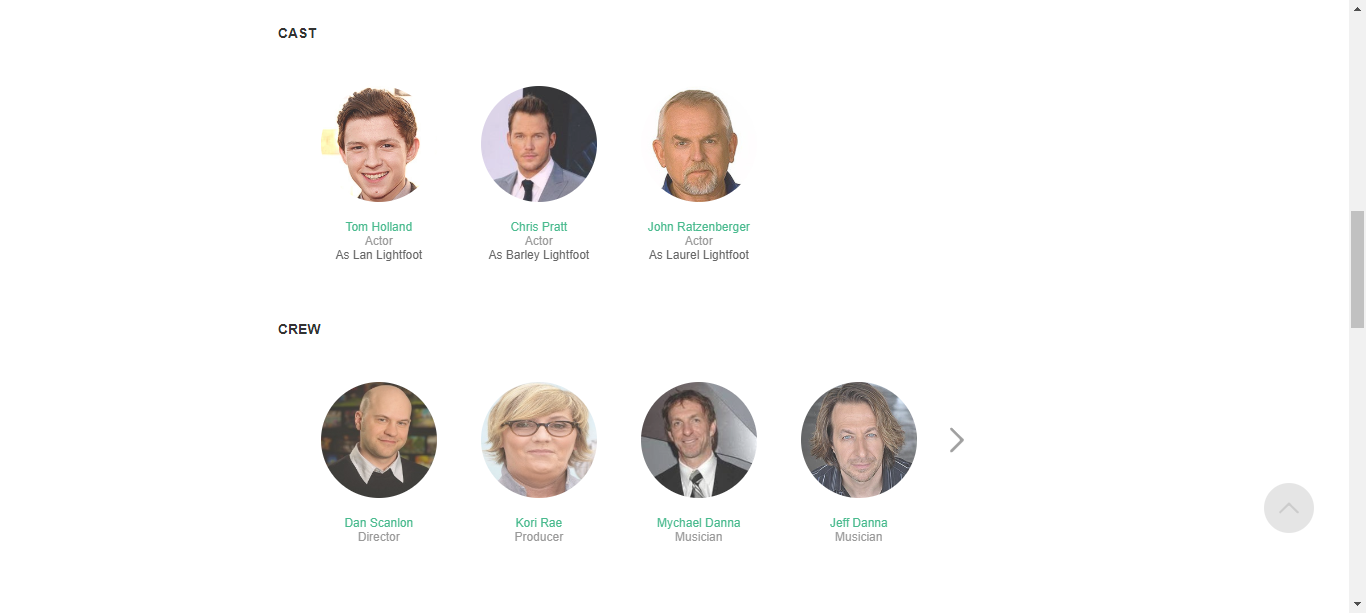 CAST
Tom Holland
Actor
As Lan Lightfoot
Chris Pratt
Actor
As Barley Lightfoot
John Ratzenberger
Actor
As Laurel Lightfoot
CREW
Dan Scanlon
Director
Kori Rae
Producer
Mychael Danna
Musician
Jeff Danna
Musician